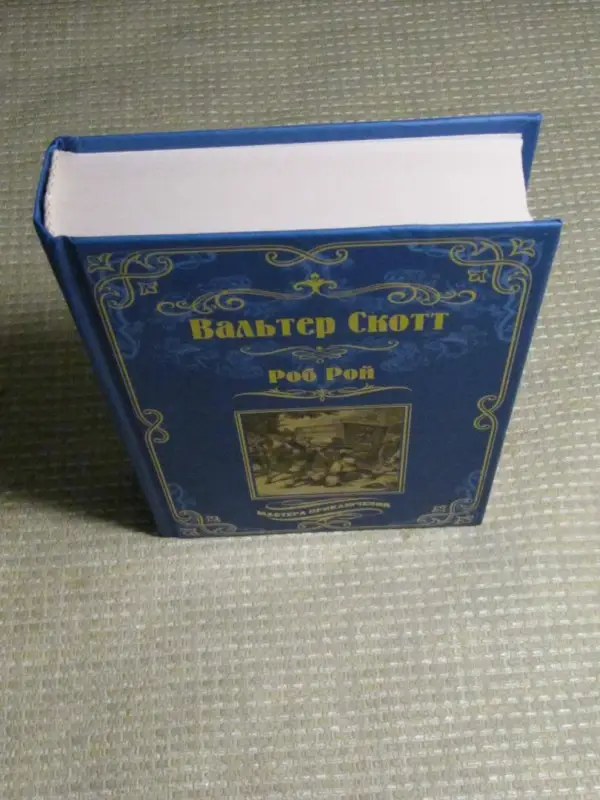 Вальтер Скотт
Роб Рой
МАСТЕРА ПРИКЛЮЧЕНИЙ